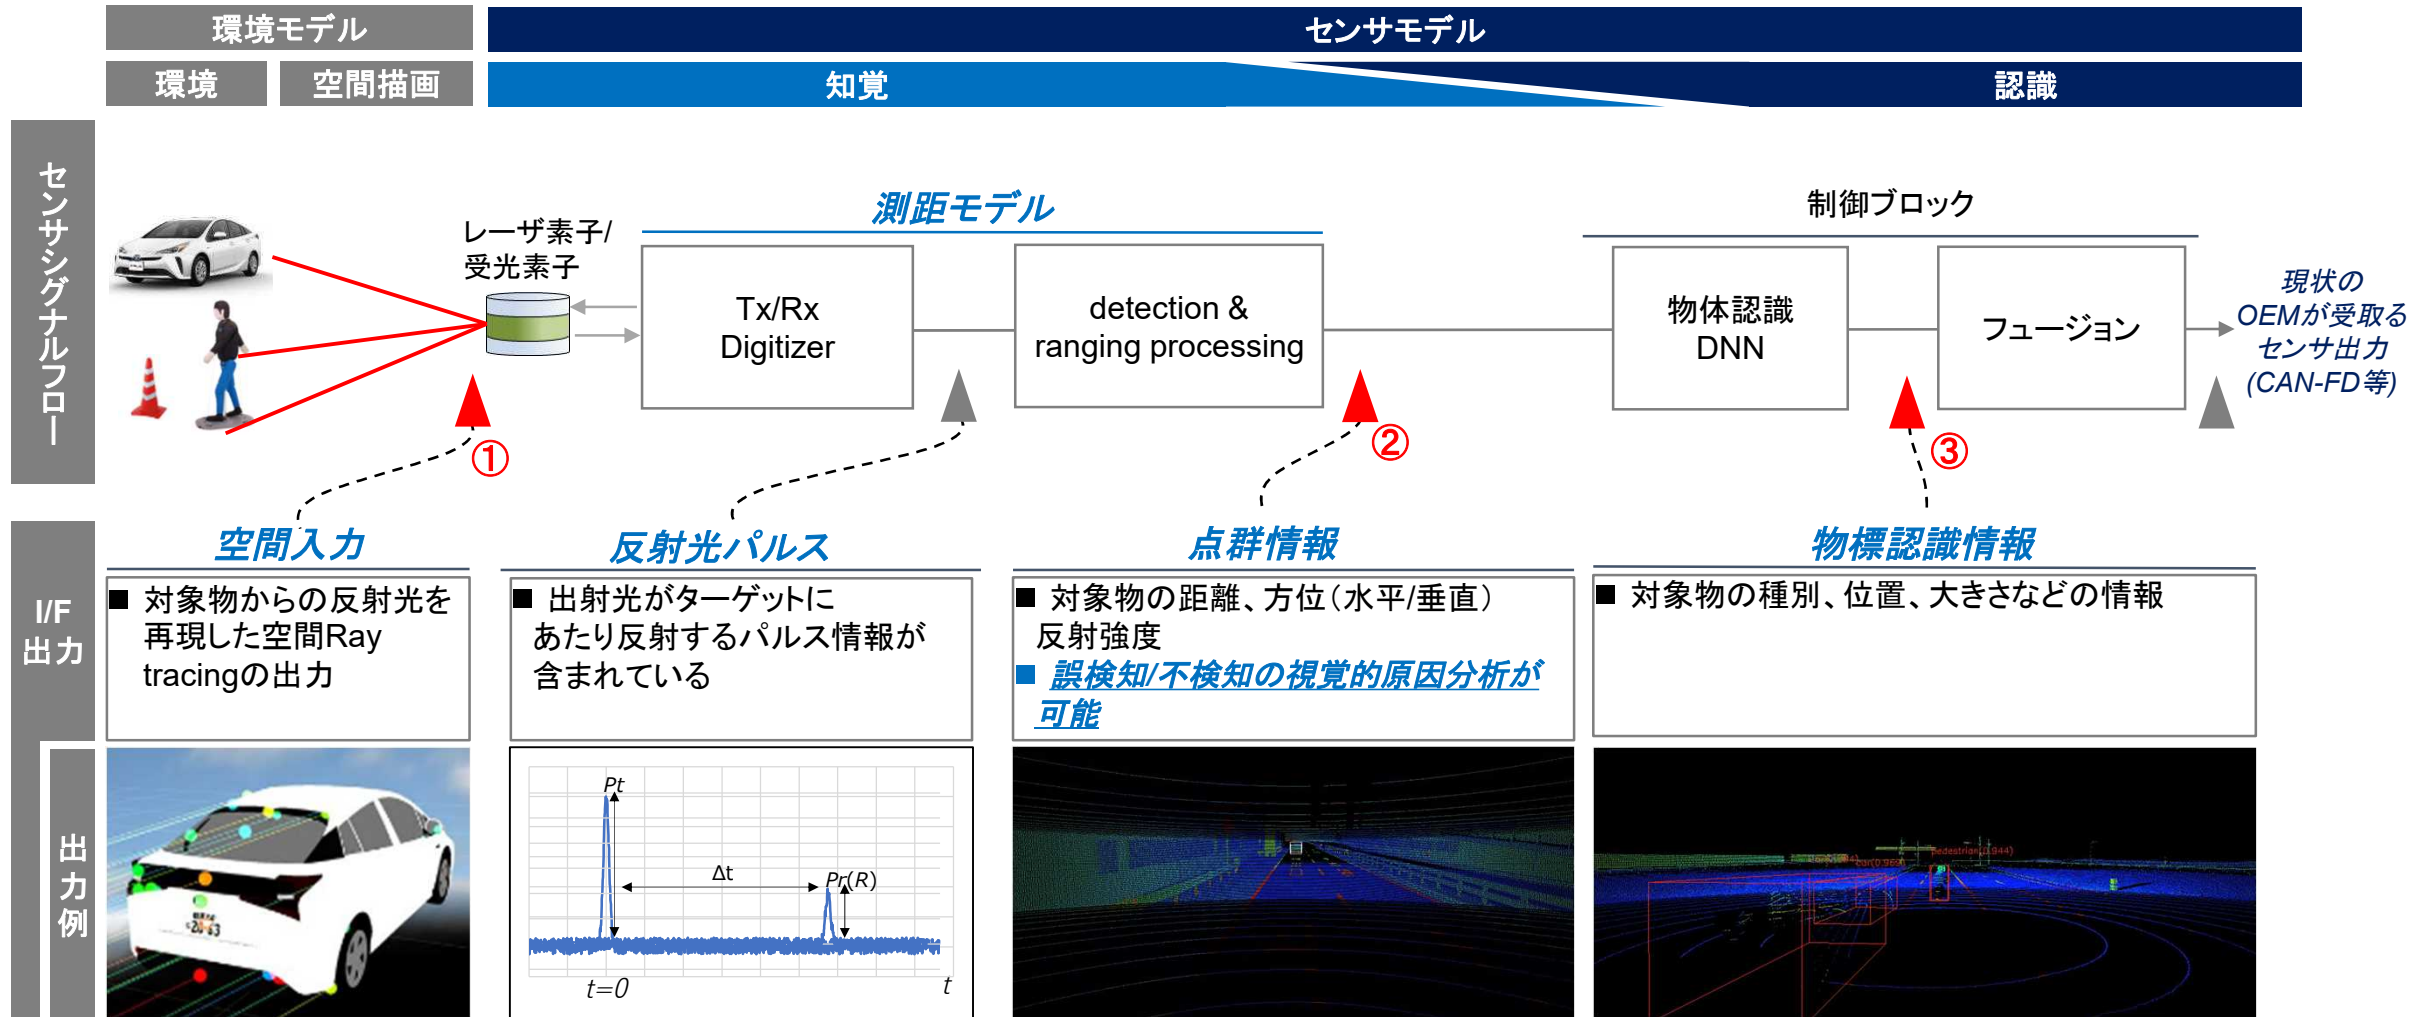 環境モデル
センサモデル
環境
空間描画
知覚
認識
センサシグナルフロー
レーザ素子/
受光素子
測距モデル
制御ブロック
Tx/Rx
Digitizer
detection &
ranging processing
物体認識
DNN
フュージョン
現状の
OEMが受取る
センサ出力
(CAN-FD等)
①
②
③
I/F
出力
空間入力
■ 対象物からの反射光を
再現した空間Ray
tracingの出力
反射光パルス
■ 出射光がターゲットに
あたり反射するパルス情報が
含まれている
点群情報
■ 対象物の距離、方位（水平/垂直）
反射強度
■ 誤検知/不検知の視覚的原因分析が
可能
物標認識情報
■ 対象物の種別、位置、大きさなどの情報
出力例
Pt
Δt
Pr(R)
t=0
t
pedestrian(0.944)